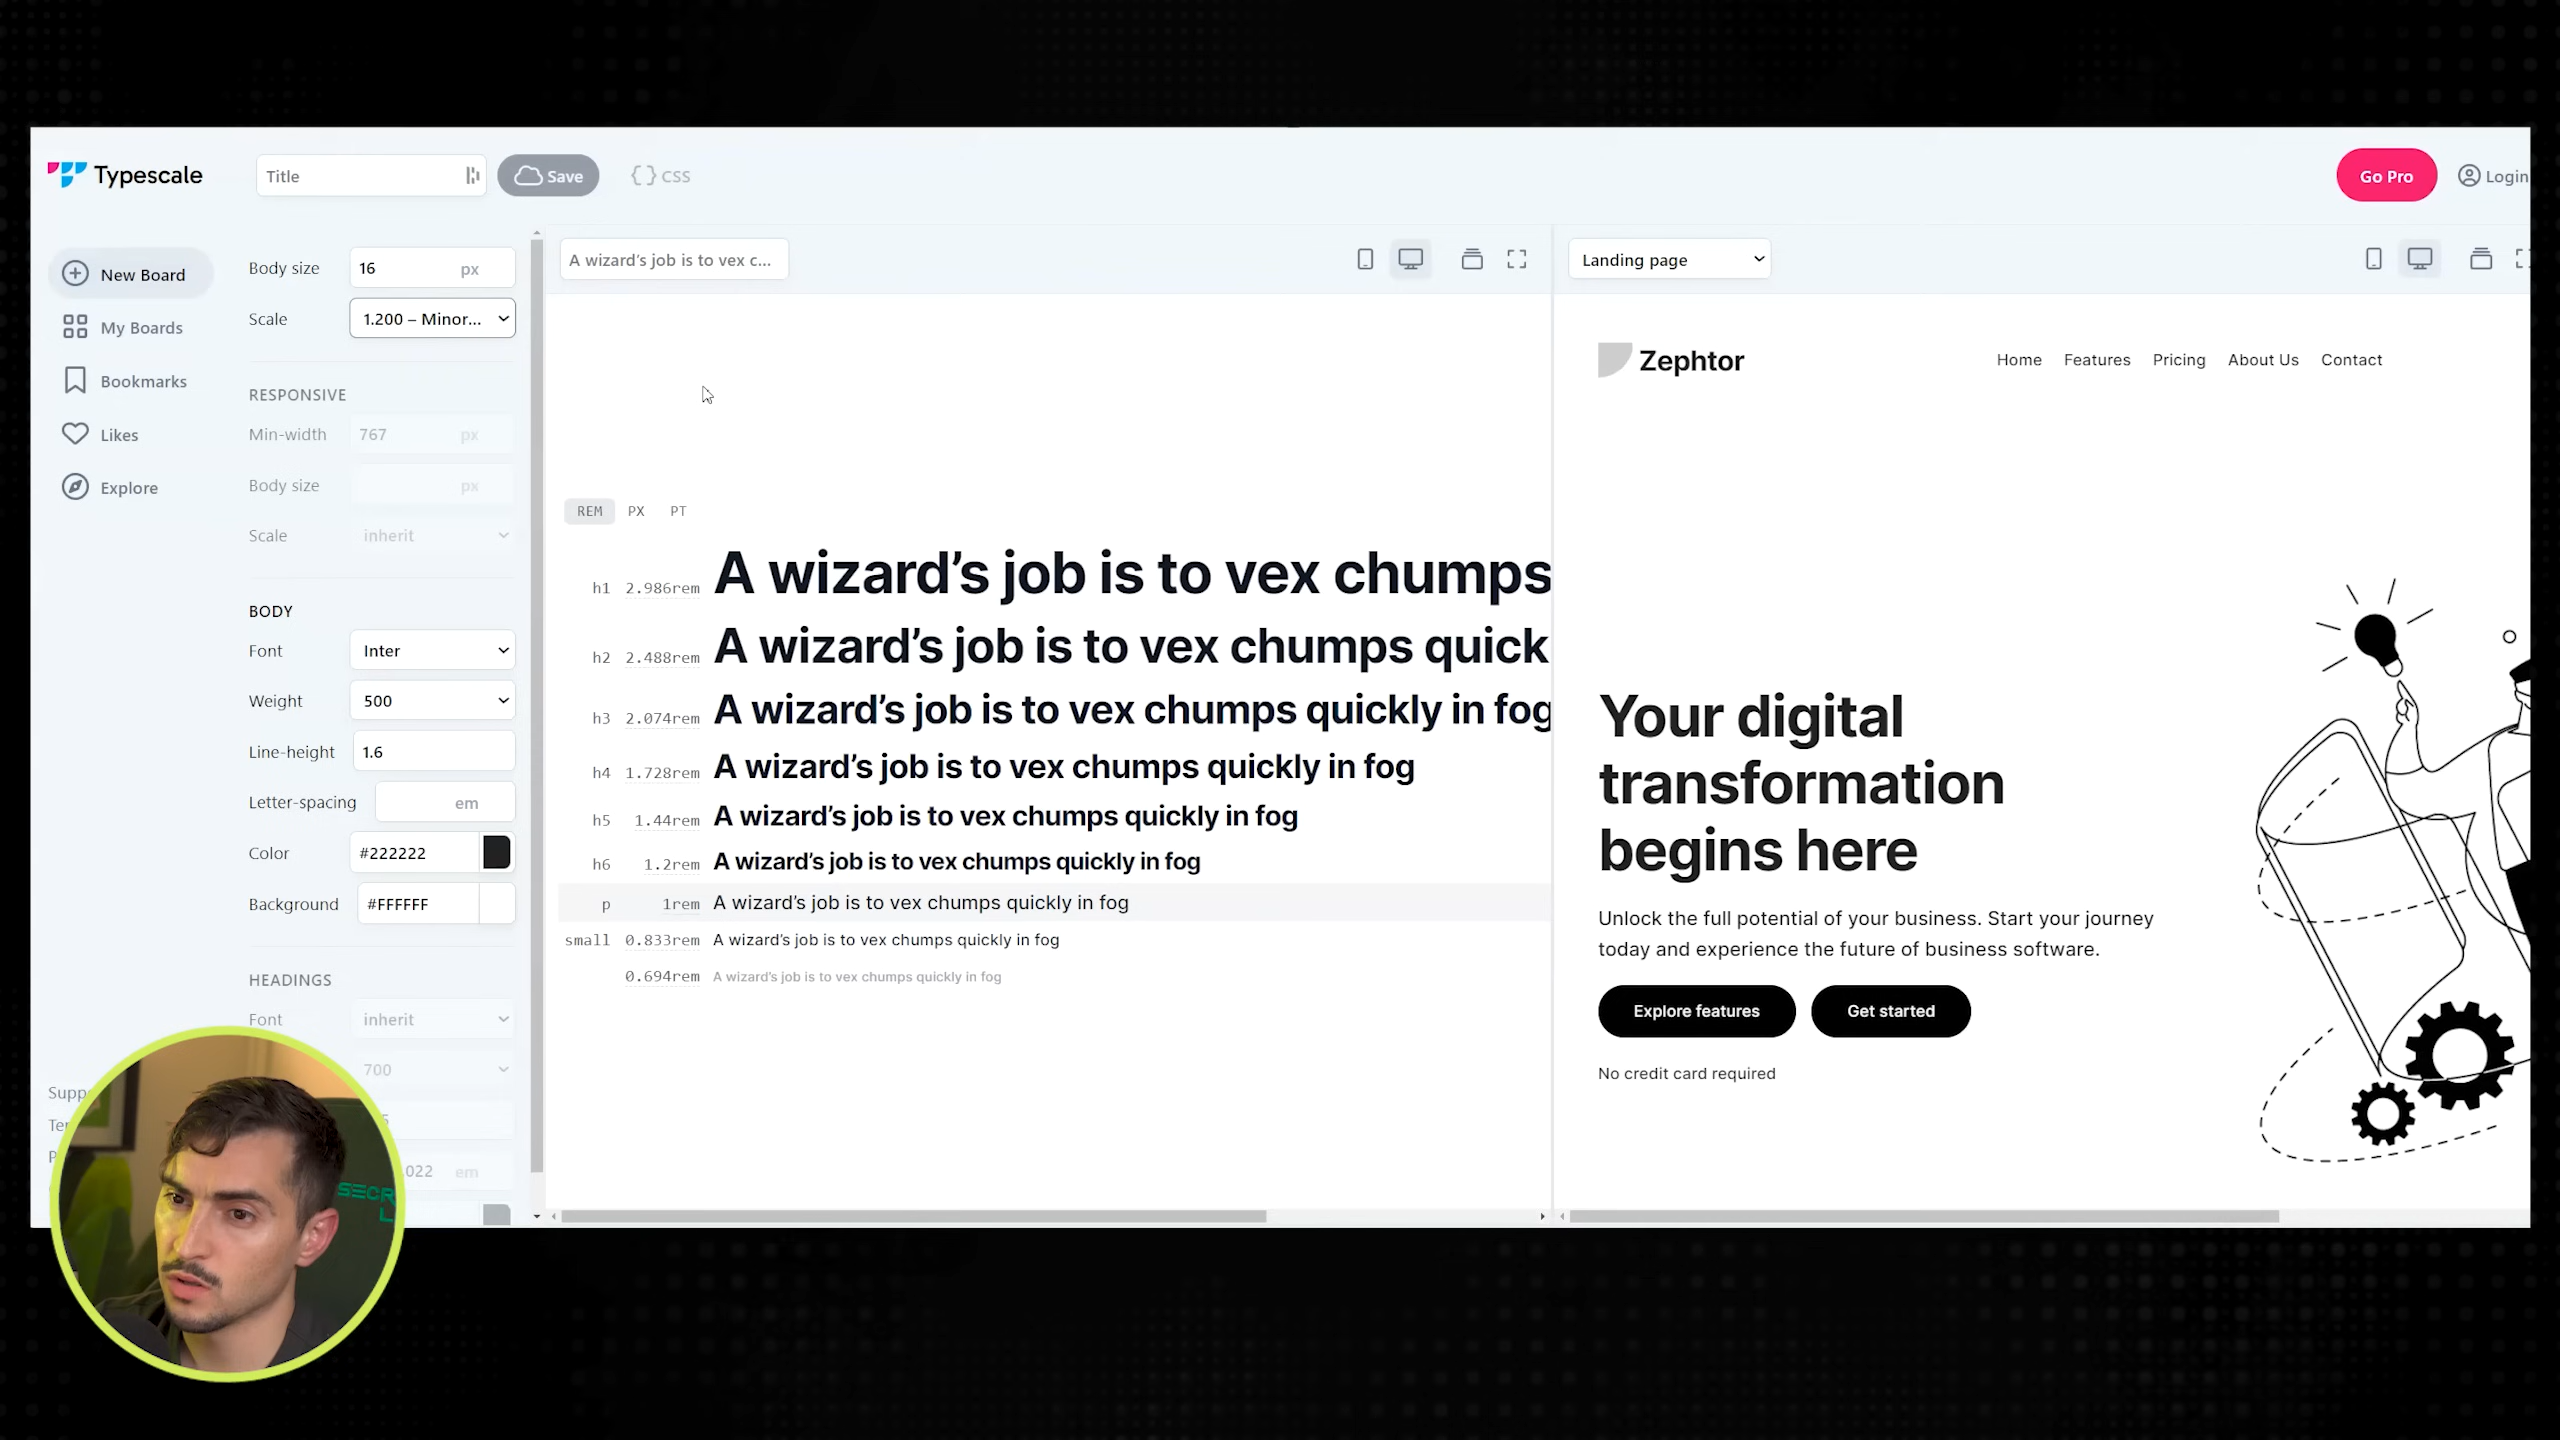 Typescale
Title
Save
{ } CSS
Go Pro
Login
New Board
My Boards
Bookmarks
Likes
Explore
Body size 16 px
Scale 1.200 – Minor...
RESPONSIVE
Min-width 767 px
Body size px
Scale inherit
BODY
Font Inter
Weight 500
Line-height 1.6
Letter-spacing em
Color #222222
Background #FFFFFF
HEADINGS
Font inherit
700
022 em
A wizard's job is to vex c...
REM PX PT
h1 2.986rem A wizard’s job is to vex chumps
h2 2.488rem A wizard’s job is to vex chumps quick
h3 2.074rem A wizard’s job is to vex chumps quickly in fog
h4 1.728rem A wizard’s job is to vex chumps quickly in fog
h5 1.44rem A wizard’s job is to vex chumps quickly in fog
h6 1.2rem A wizard’s job is to vex chumps quickly in fog
p 1rem A wizard’s job is to vex chumps quickly in fog
small 0.833rem A wizard’s job is to vex chumps quickly in fog
0.694rem A wizard’s job is to vex chumps quickly in fog
Landing page
Zephtor
Home Features Pricing About Us Contact
Your digital
transformation
begins here
Unlock the full potential of your business. Start your journey
today and experience the future of business software.
Explore features
Get started
No credit card required
SECR
L